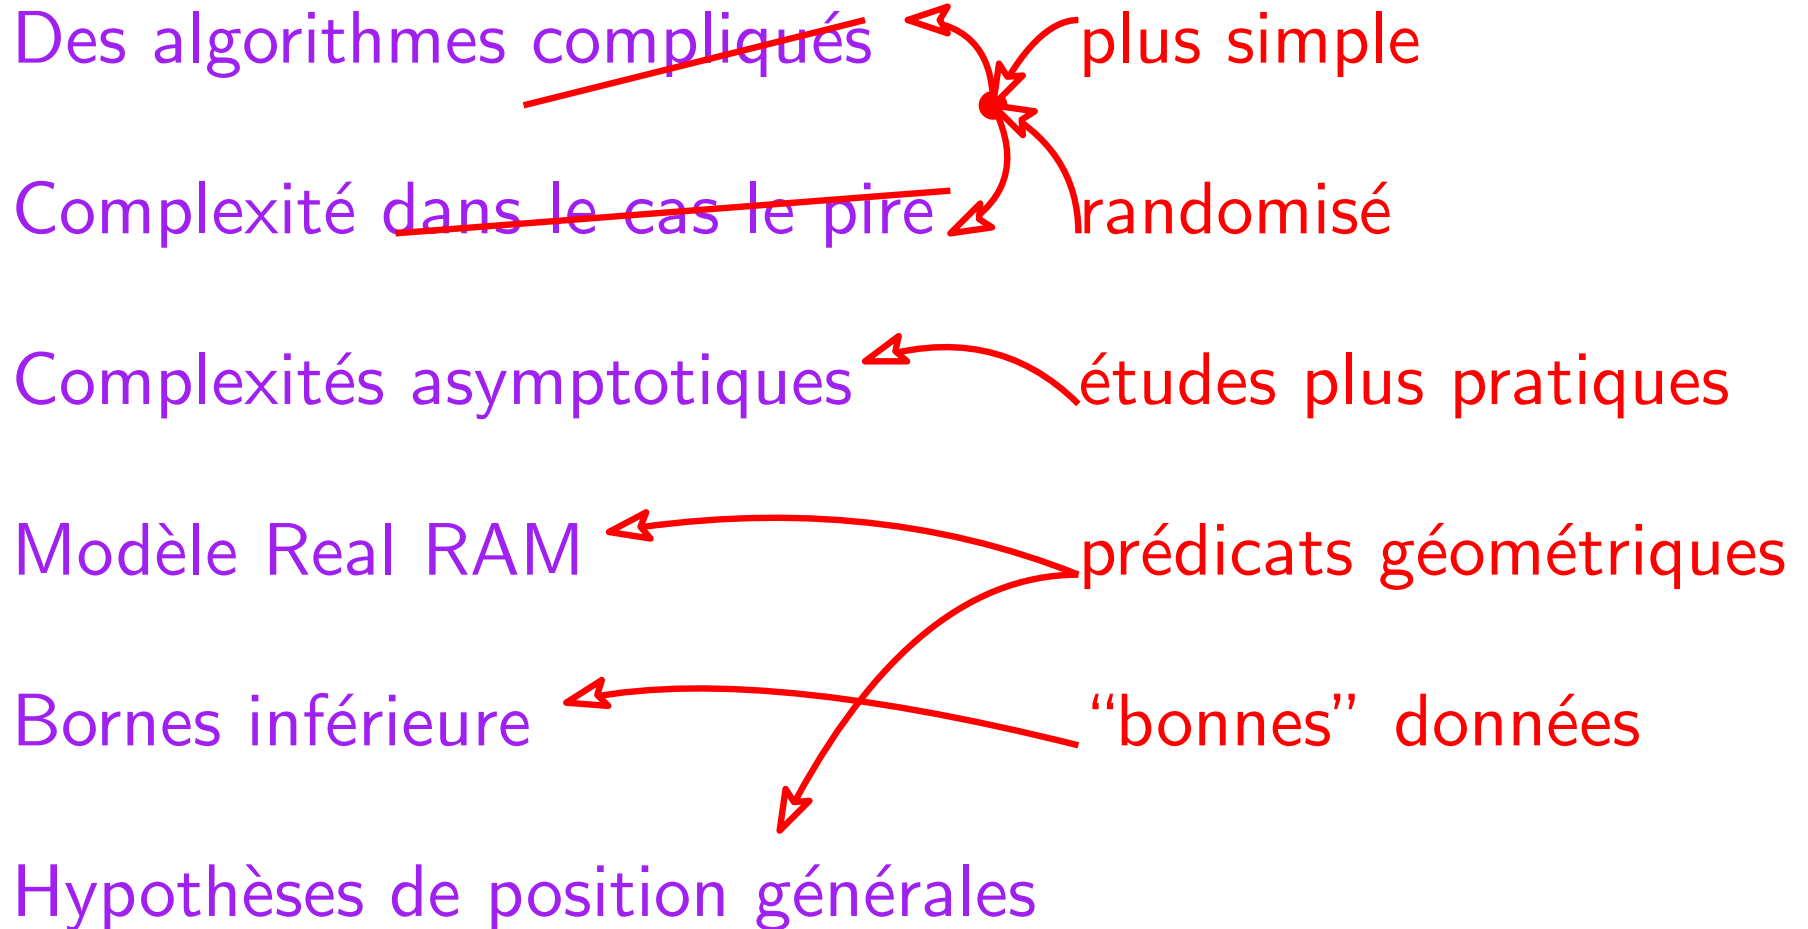 Des algorithmes compliqués plus simple
Complexité dans le cas le pire randomisé
Complexités asymptotiques études plus pratiques
Modèle Real RAM prédicats géométriques
Bornes inférieure “bonnes” données
Hypothèses de position générales